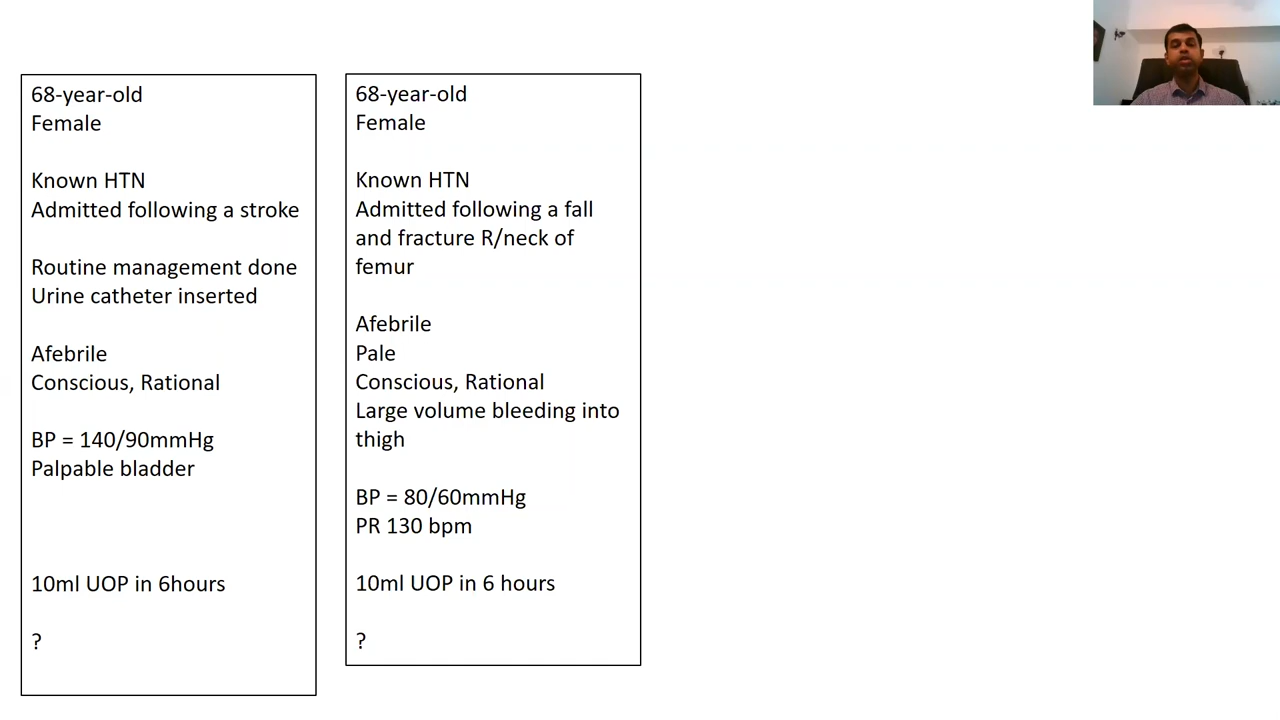 68-year-old
Female
Known HTN
Admitted following a stroke
Routine management done
Urine catheter inserted
Afebrile
Conscious, Rational
BP = 140/90mmHg
Palpable bladder
10ml UOP in 6hours
?
68-year-old
Female
Known HTN
Admitted following a fall
and fracture R/neck of
femur
Afebrile
Pale
Conscious, Rational
Large volume bleeding into
thigh
BP = 80/60mmHg
PR 130 bpm
10ml UOP in 6 hours
?